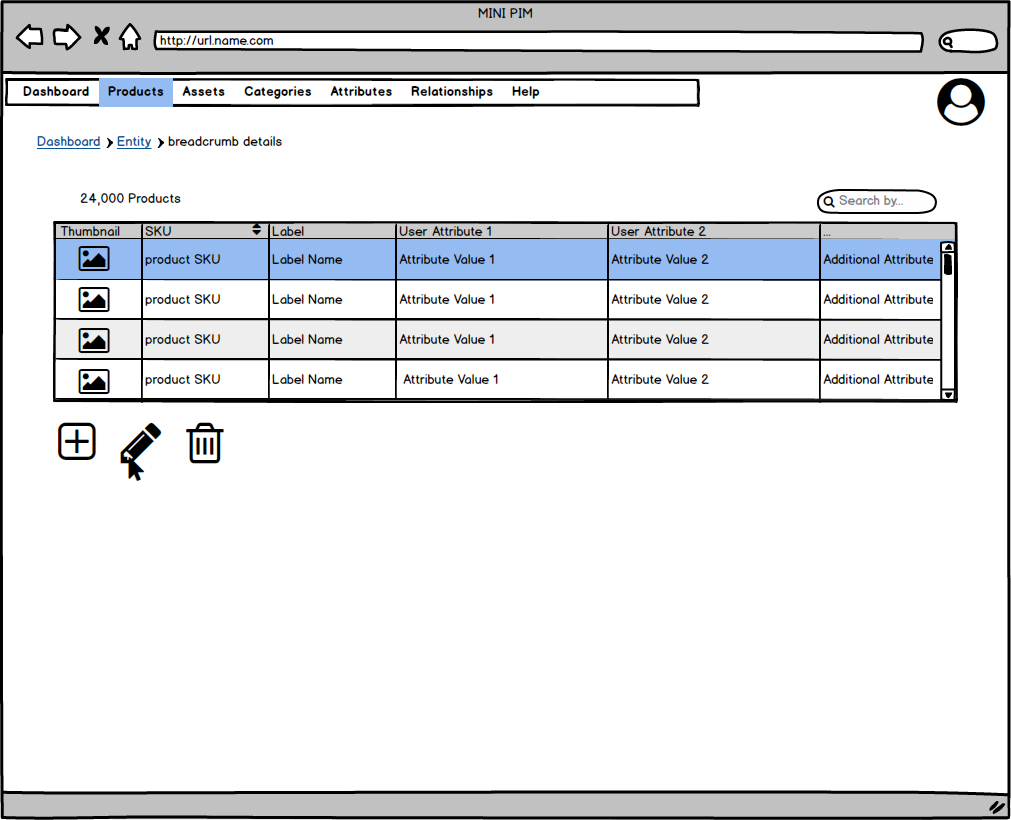 MINI PIM
http://url.name.com
Dashboard Products Assets Categories Attributes Relationships Help
Dashboard Entity breadcrumb details
24,000 Products
Search by...
Thumbnail SKU Label User Attribute 1 User Attribute 2 ...
product SKU Label Name Attribute Value 1 Attribute Value 2 Additional Attribute
product SKU Label Name Attribute Value 1 Attribute Value 2 Additional Attribute
product SKU Label Name Attribute Value 1 Attribute Value 2 Additional Attribute
product SKU Label Name Attribute Value 1 Attribute Value 2 Additional Attribute